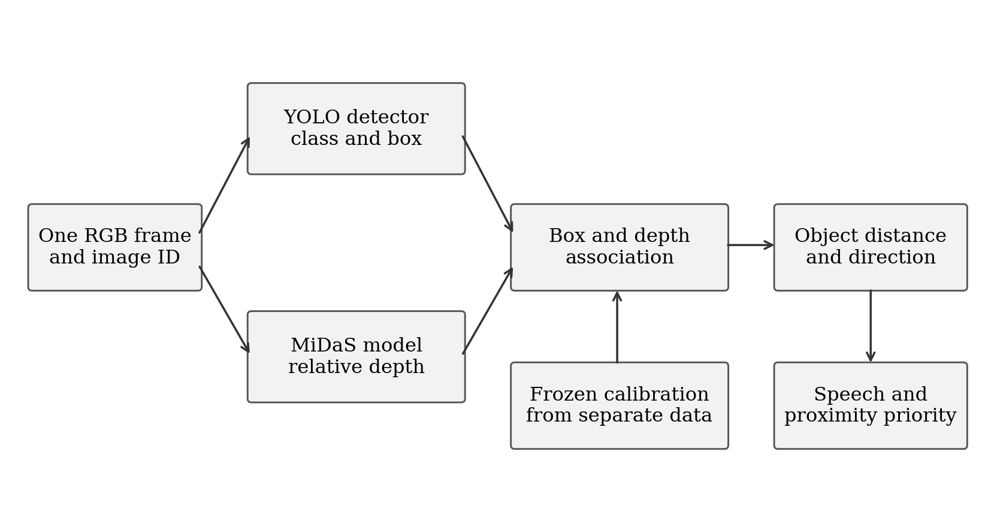 One RGB frame
and image ID
YOLO detector
class and box
MiDaS model
relative depth
Box and depth
association
Frozen calibration
from separate data
Object distance
and direction
Speech and
proximity priority